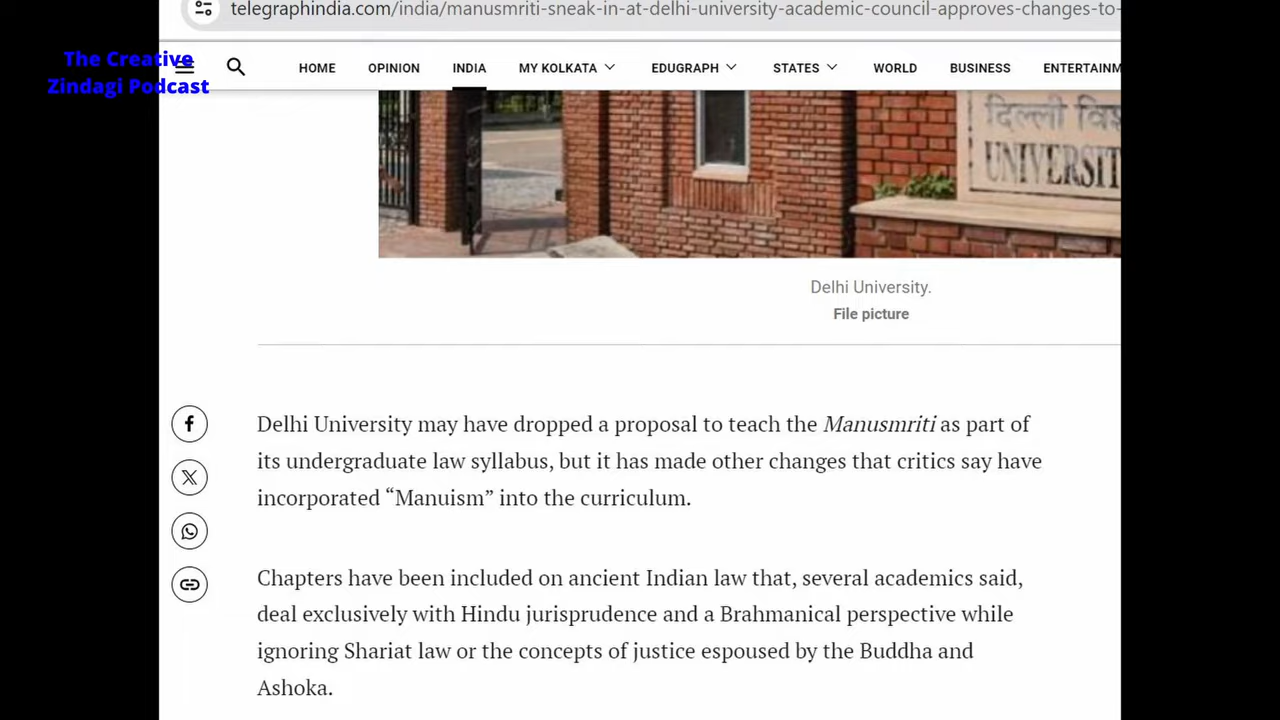 telegraphindia.com/india/manusmriti-sneak-in-at-delhi-university-academic-council-approves-changes-to-
The Creative
Zindagi Podcast
HOME OPINION INDIA MY KOLKATA EDUGRAPH STATES WORLD BUSINESS ENTERTAINM
दिल्ली विश
UNIVERSIT
Delhi University.
File picture
Delhi University may have dropped a proposal to teach the Manusmriti as part of
its undergraduate law syllabus, but it has made other changes that critics say have
incorporated “Manuism” into the curriculum.
Chapters have been included on ancient Indian law that, several academics said,
deal exclusively with Hindu jurisprudence and a Brahmanical perspective while
ignoring Shariat law or the concepts of justice espoused by the Buddha and
Ashoka.